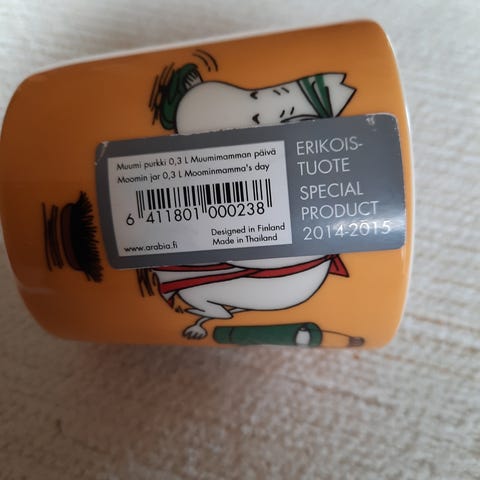 Muumi purkki 0,3 L Muumimamman päivä
Moomin jar 0,3 L Moominmamma's day
6 411801 000238
www.arabia.fi
Designed in Finland
Made in Thailand
ERIKOIS-
TUOTE
SPECIAL
PRODUCT
2014-2015